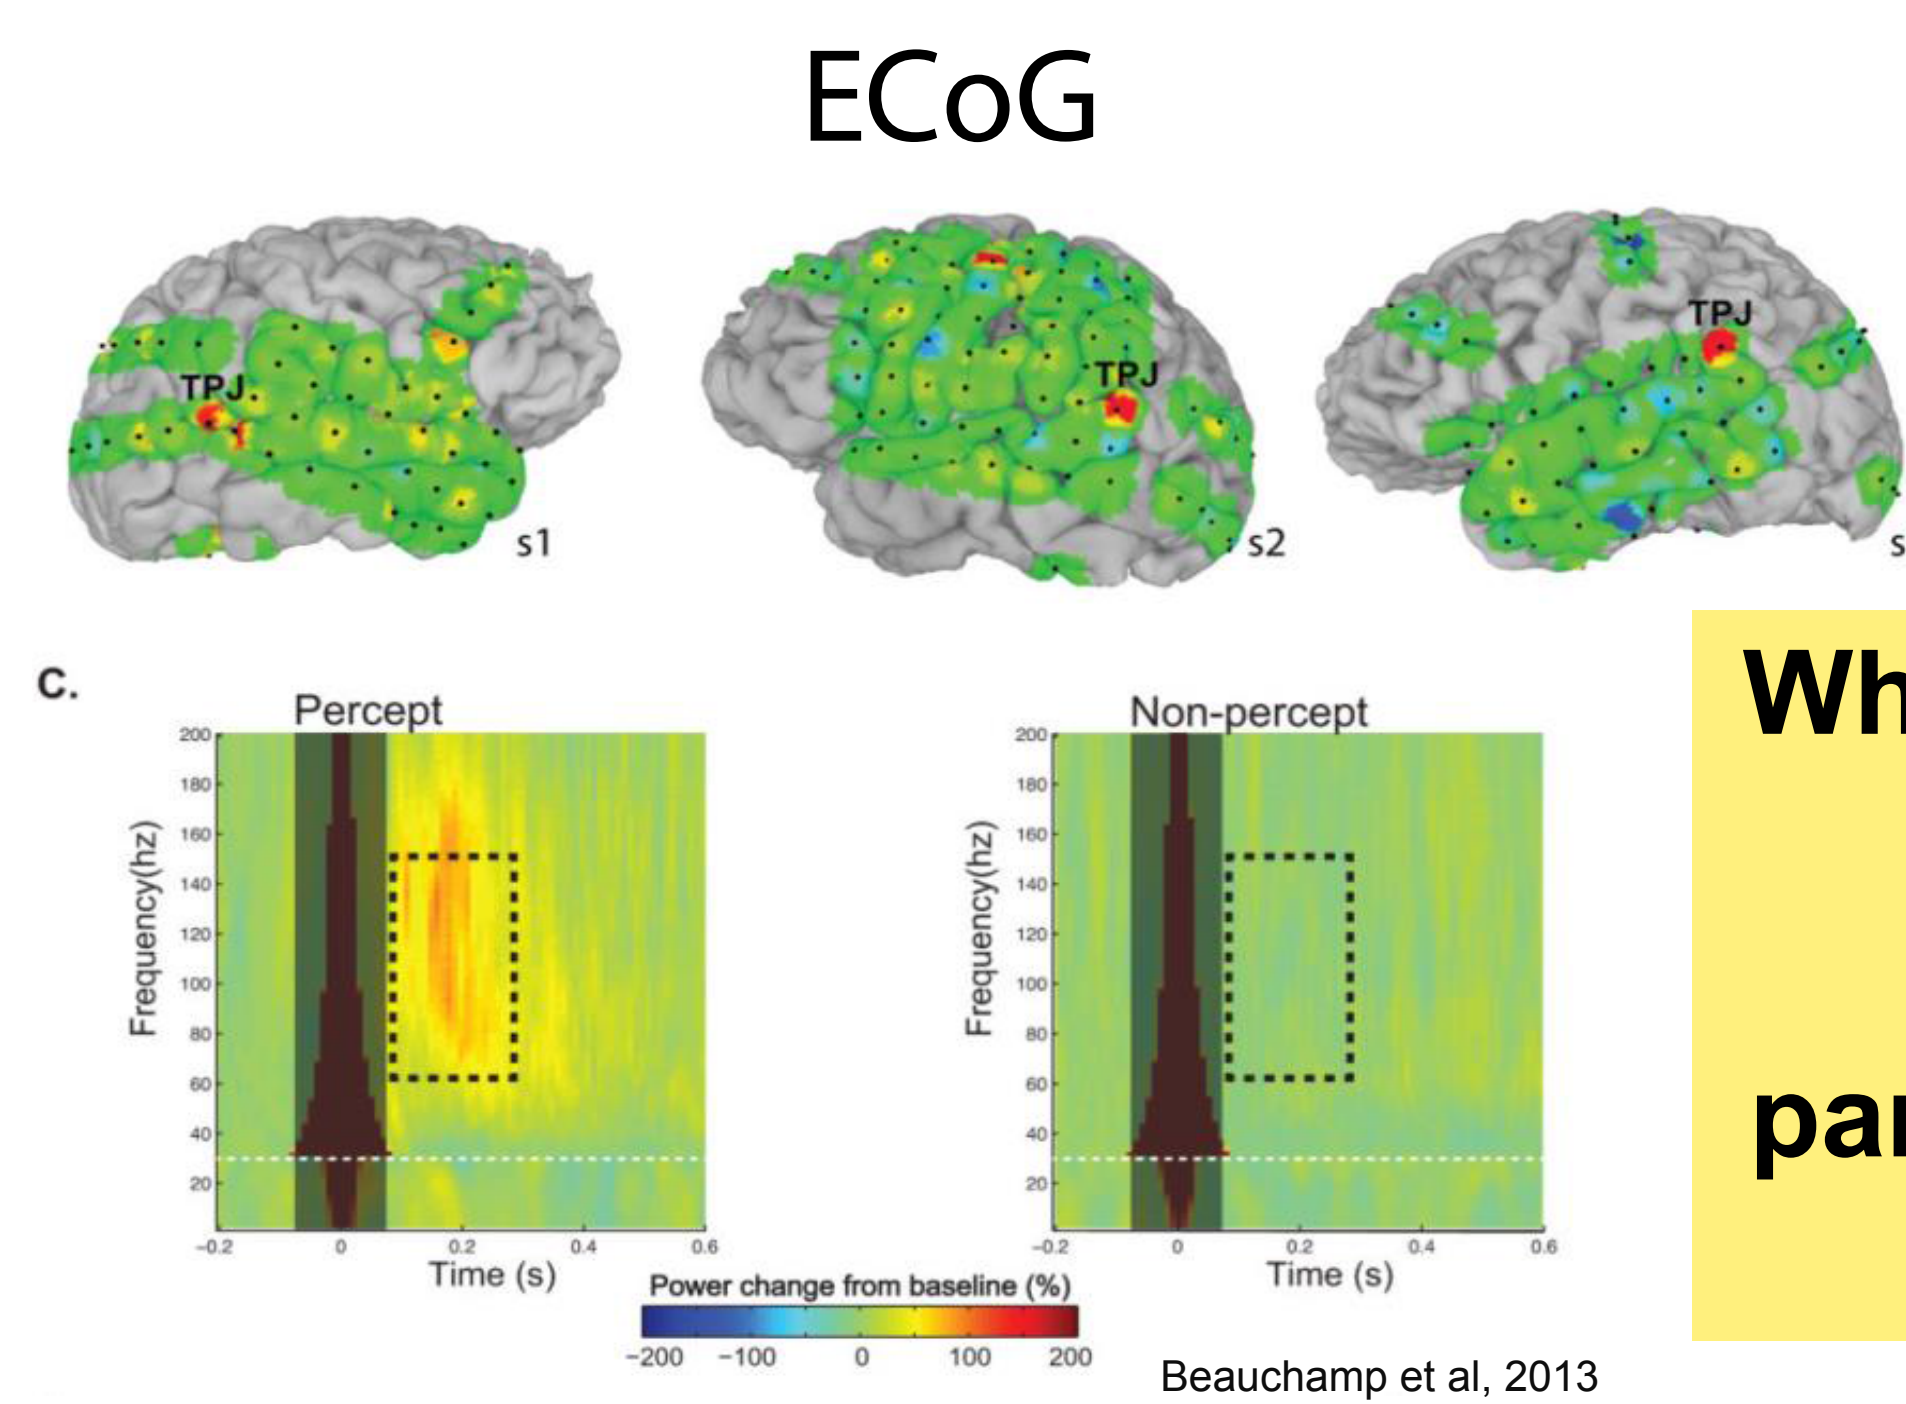 ECoG
TPJ
TPJ
TPJ
s1
s2
s
C.
Percept
Non-percept
200
180
160
140
120
100
80
60
40
20
Frequency(hz)
−0.2 0 0.2 0.4 0.6
Time (s)
200
180
160
140
120
100
80
60
40
20
Frequency(hz)
−0.2 0 0.2 0.4 0.6
Time (s)
Power change from baseline (%)
−200 −100 0 100 200
Beauchamp et al, 2013
Wh
par